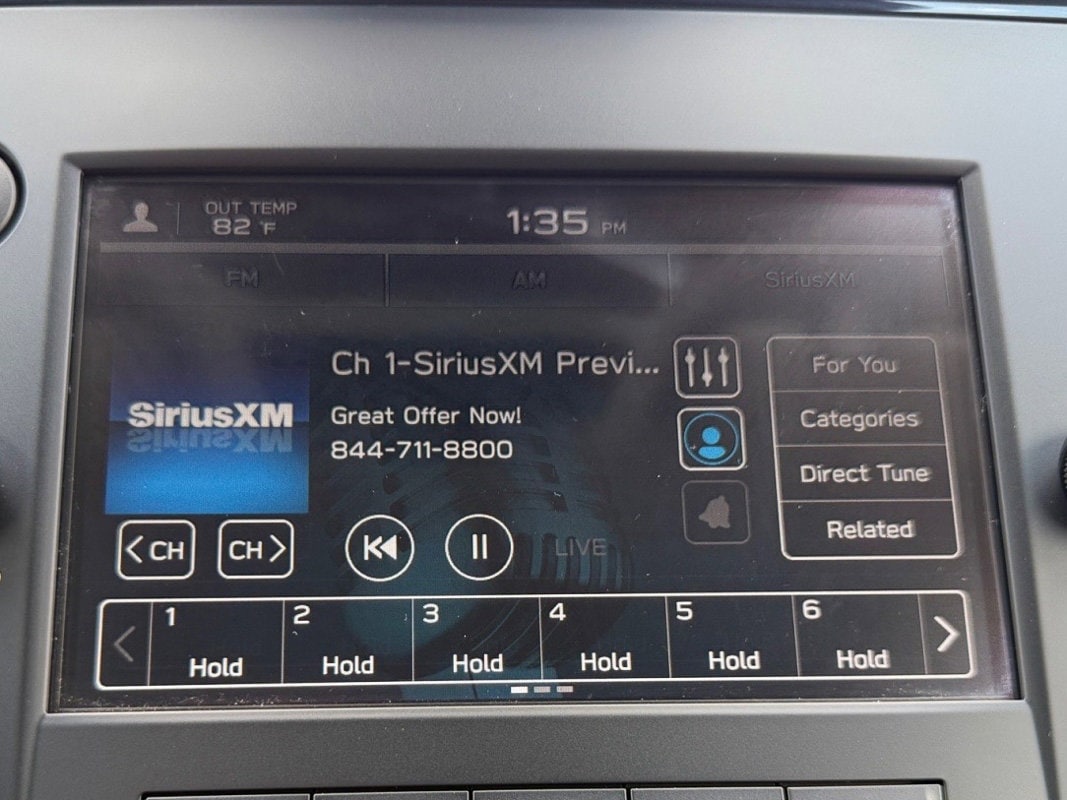 OUT TEMP
82 °F
1:35 PM
FM
AM
SiriusXM
SiriusXM
Ch 1-SiriusXM Previ...
Great Offer Now!
844-711-8800
For You
Categories
Direct Tune
Related
<CH
CH>
LIVE
1
Hold
2
Hold
3
Hold
4
Hold
5
Hold
6
Hold